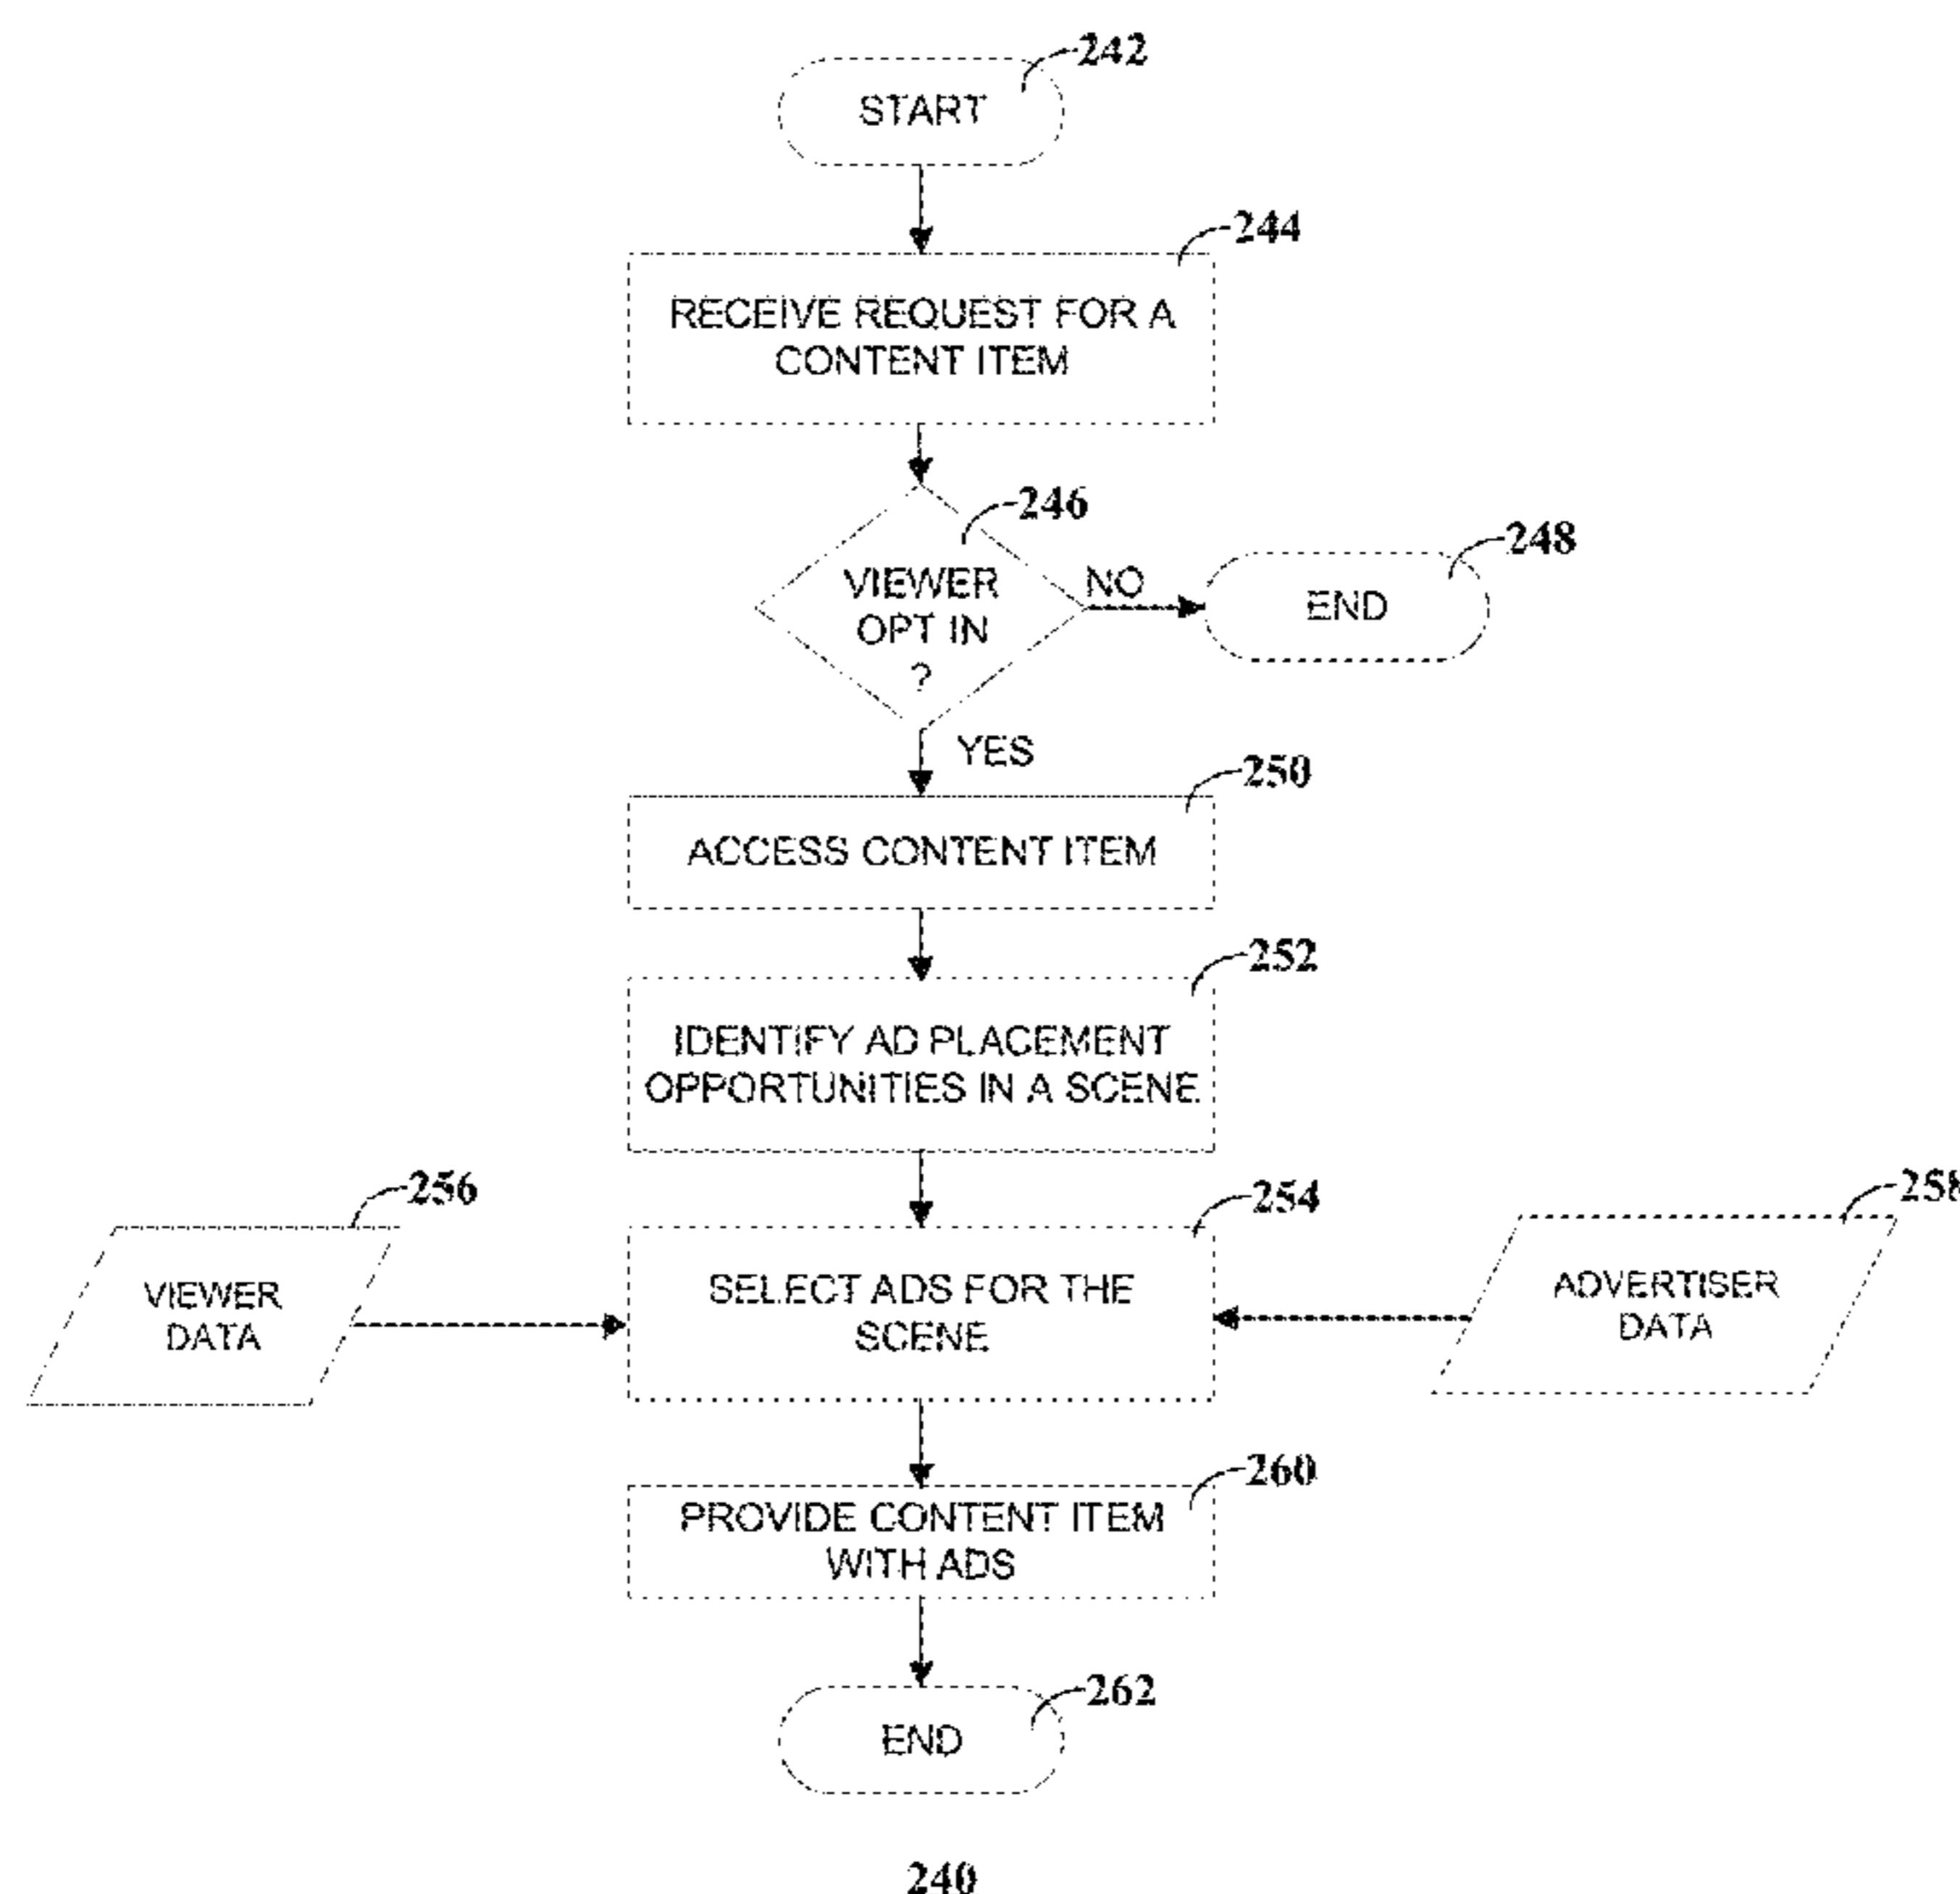 242
START
244
RECEIVE REQUEST FOR A
CONTENT ITEM
246
VIEWER
OPT IN
?
NO
248
END
YES
250
ACCESS CONTENT ITEM
252
IDENTIFY AD PLACEMENT
OPPORTUNITIES IN A SCENE
256
VIEWER
DATA
254
SELECT ADS FOR THE
SCENE
258
ADVERTISER
DATA
260
PROVIDE CONTENT ITEM
WITH ADS
262
END
240